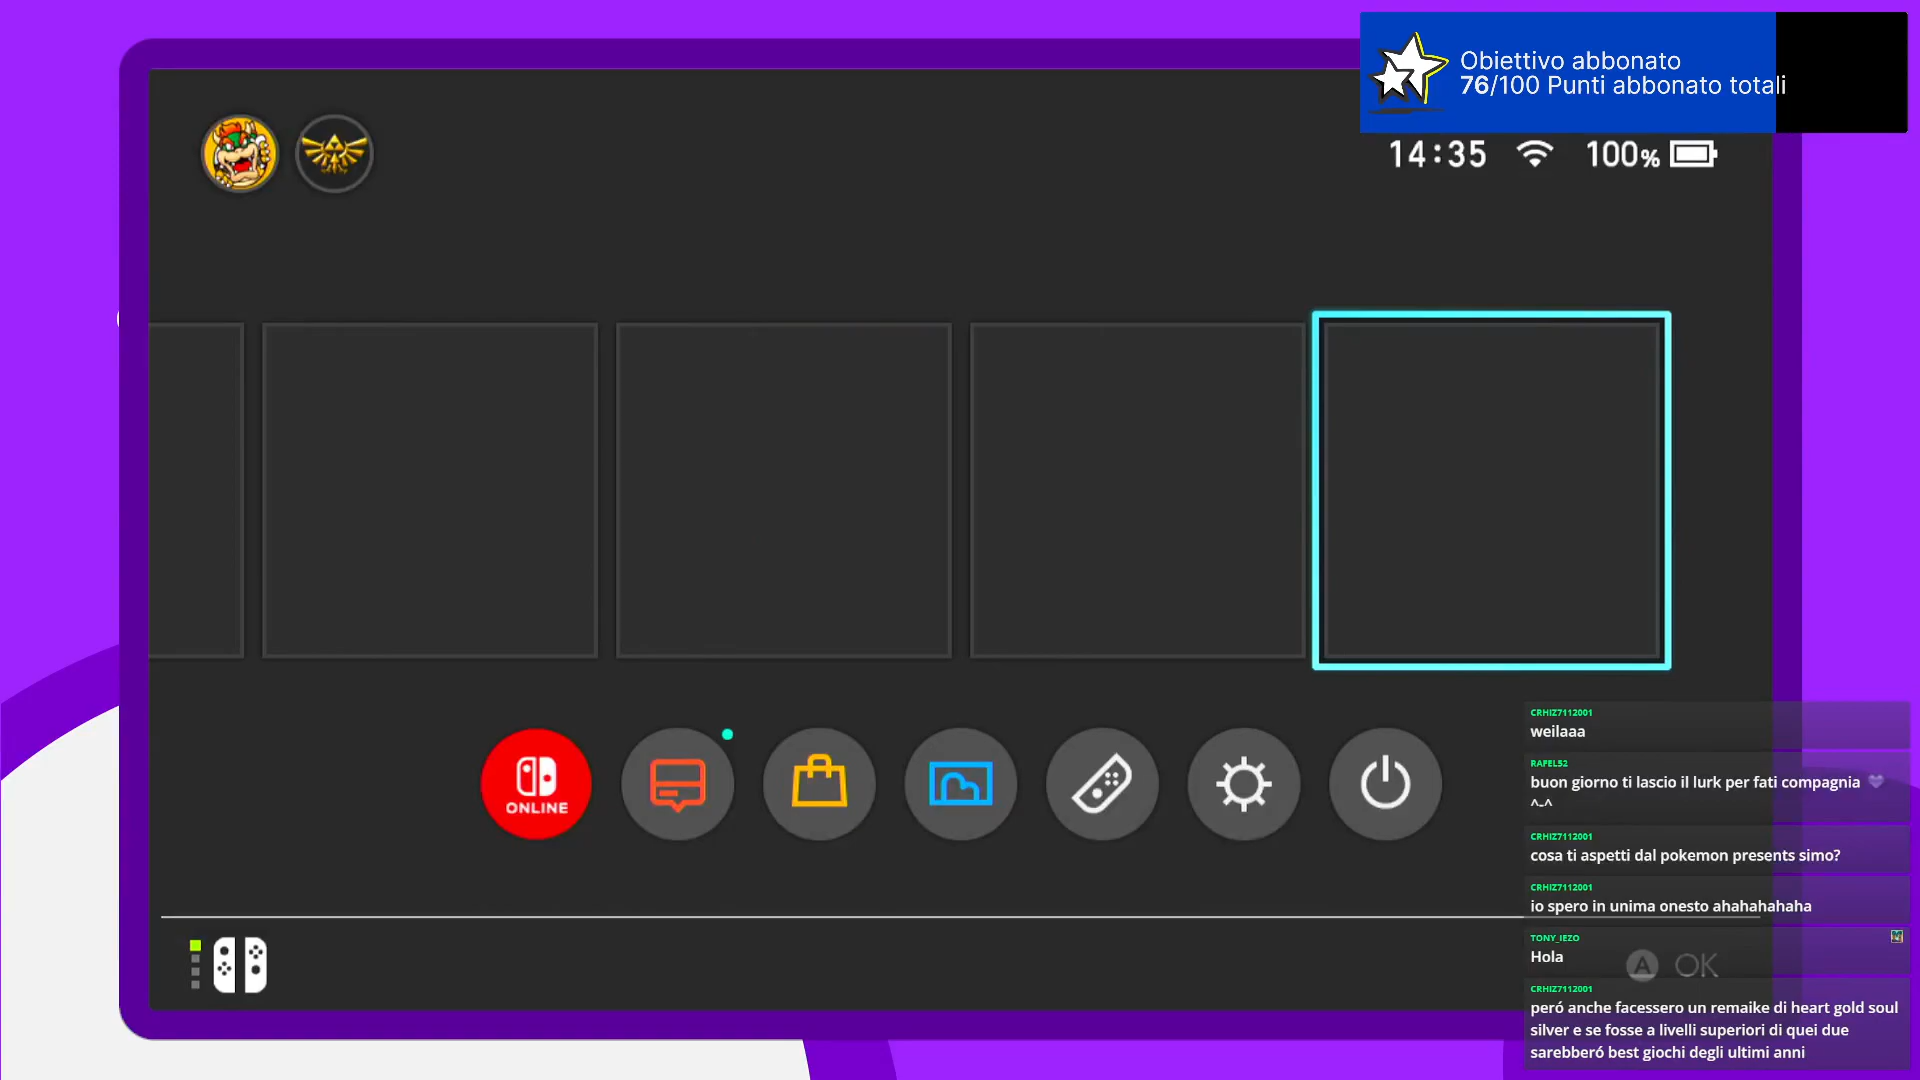 Obiettivo abbonato
76/100 Punti abbonato totali
14:35 100%
ONLINE
CRHIZ7112001
weilaaa
RAFEL52
buon giorno ti lascio il lurk per fati compagnia
^-^
CRHIZ7112001
cosa ti aspetti dal pokemon presents simo?
CRHIZ7112001
io spero in unima onesto ahahahahaha
TONY_IEZO
Hola
A OK
CRHIZ7112001
peró anche facessero un remaike di heart gold soul
silver e se fosse a livelli superiori di quei due
sarebberó best giochi degli ultimi anni